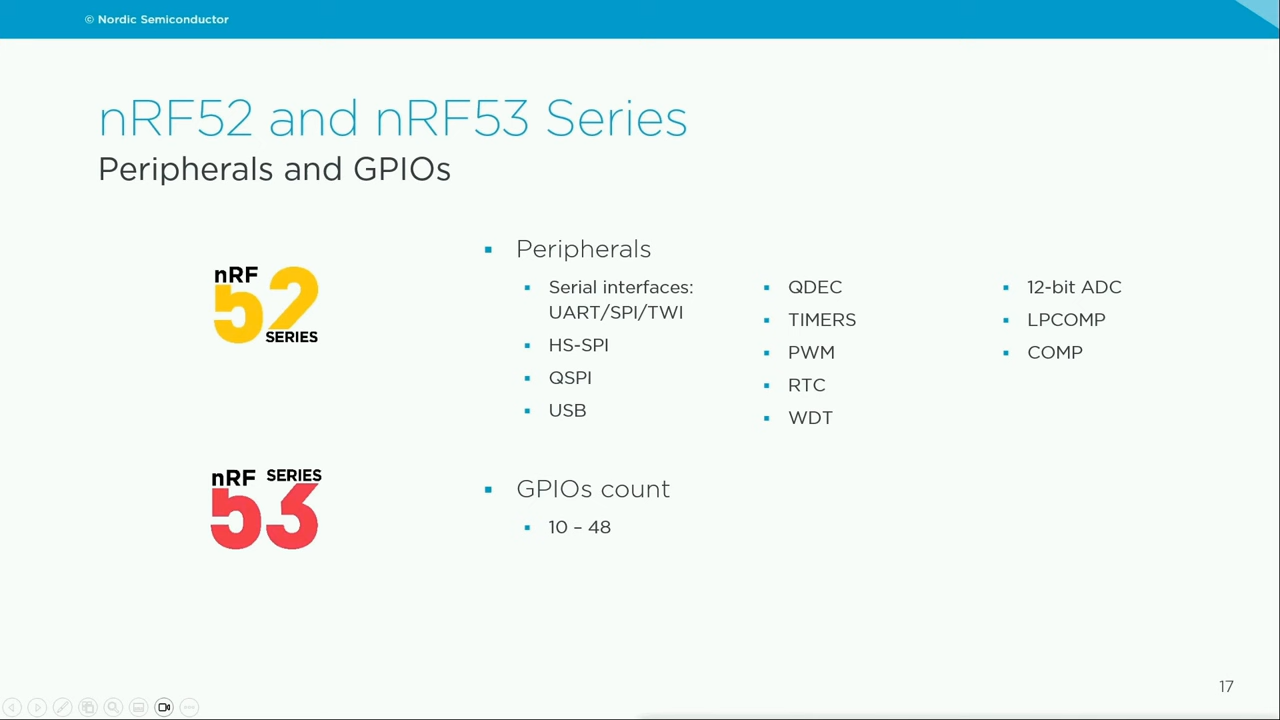 © Nordic Semiconductor
nRF52 and nRF53 Series
Peripherals and GPIOs
nRF
52
SERIES
Peripherals
Serial interfaces:
UART/SPI/TWI
HS-SPI
QSPI
USB
QDEC
TIMERS
PWM
RTC
WDT
12-bit ADC
LPCOMP
COMP
nRF SERIES
53
GPIOs count
10 – 48
17